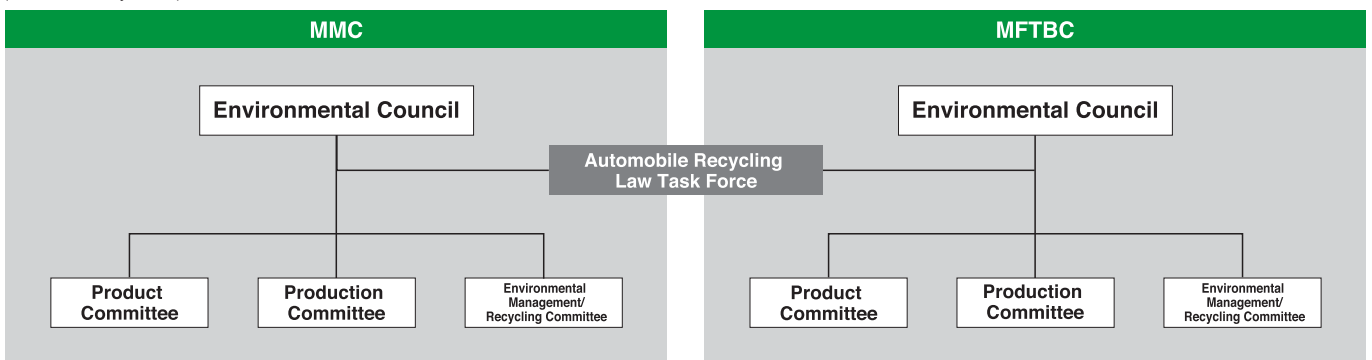 MMC
Environmental Council
Product
Committee
Production
Committee
Environmental
Management/
Recycling Committee
Automobile Recycling
Law Task Force
MFTBC
Environmental Council
Product
Committee
Production
Committee
Environmental
Management/
Recycling Committee